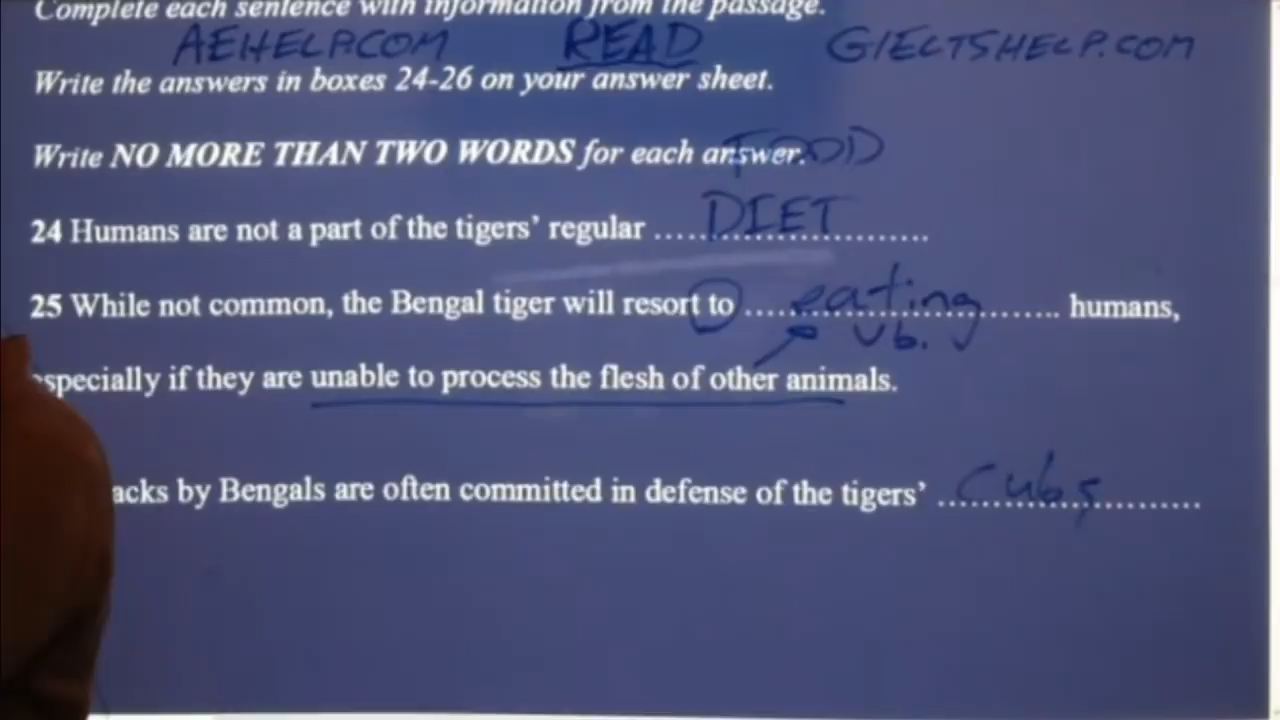 Complete each sentence with information from the passage.
AEHELP.COM READ GIELTSHELP.COM
Write the answers in boxes 24-26 on your answer sheet.
FOOD
Write NO MORE THAN TWO WORDS for each answer.
DIET
24 Humans are not a part of the tigers' regular ............................
25 While not common, the Bengal tiger will resort to ....eating.... humans,
vb.
especially if they are unable to process the flesh of other animals.
acks by Bengals are often committed in defense of the tigers' ....cubs....